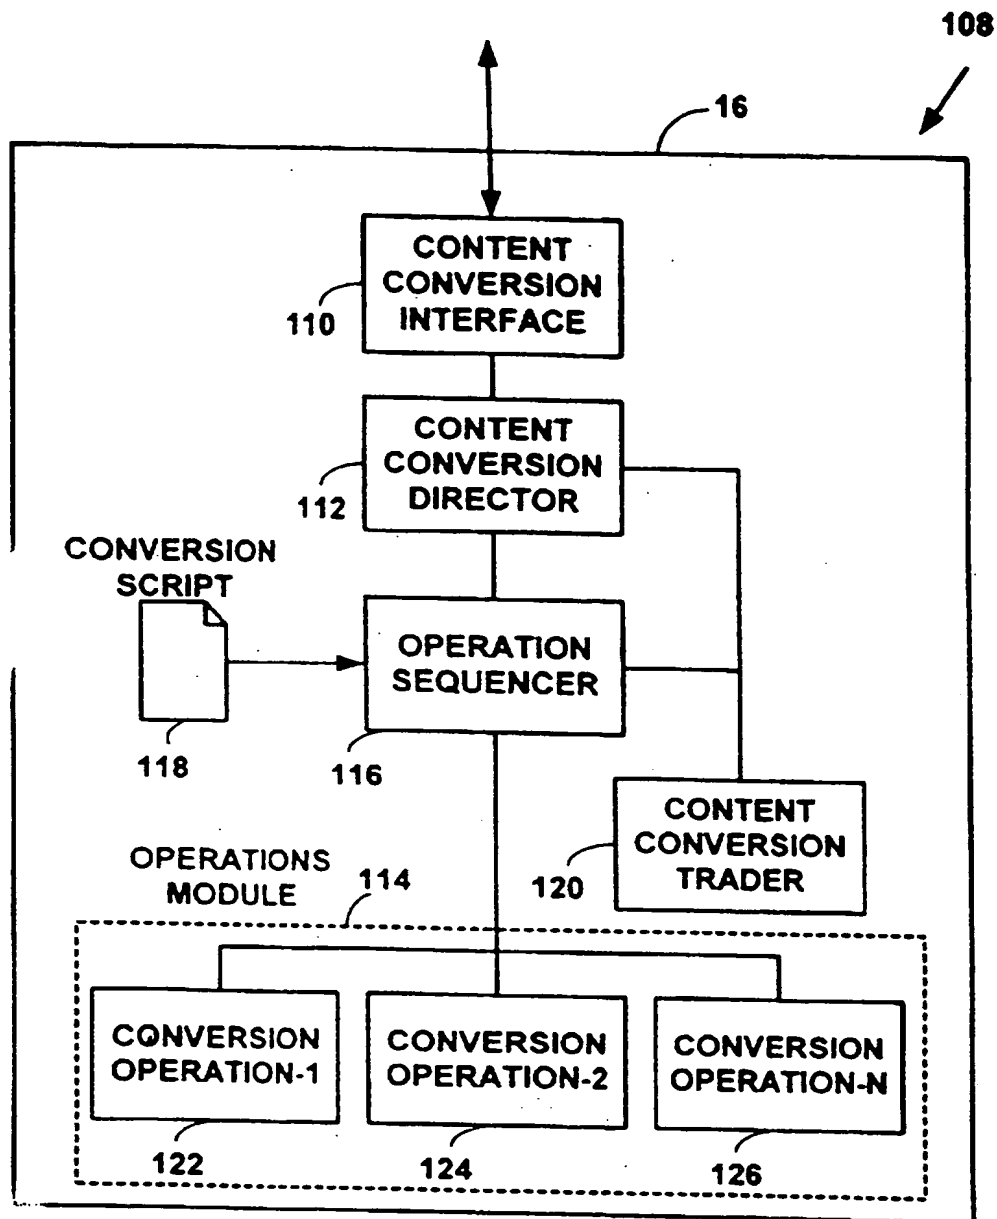 108
16
CONTENT
CONVERSION
INTERFACE
110
CONTENT
CONVERSION
DIRECTOR
112
CONVERSION
SCRIPT
OPERATION
SEQUENCER
118
116
CONTENT
CONVERSION
TRADER
120
OPERATIONS
MODULE
114
CONVERSION
OPERATION-1
CONVERSION
OPERATION-2
CONVERSION
OPERATION-N
122
124
126